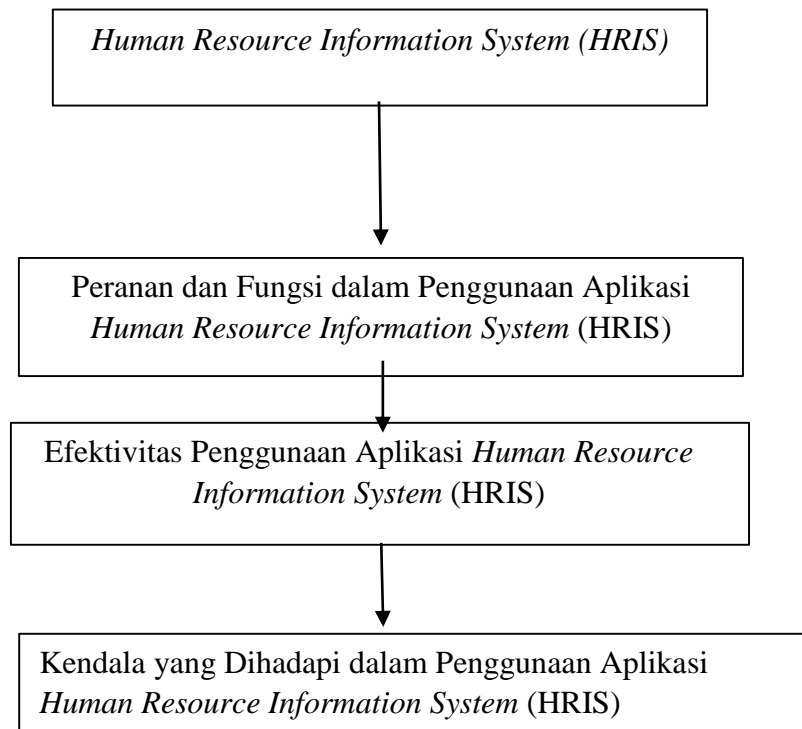 Human Resource Information System (HRIS)
Peranan dan Fungsi dalam Penggunaan Aplikasi
Human Resource Information System (HRIS)
Efektivitas Penggunaan Aplikasi Human Resource
Information System (HRIS)
Kendala yang Dihadapi dalam Penggunaan Aplikasi
Human Resource Information System (HRIS)